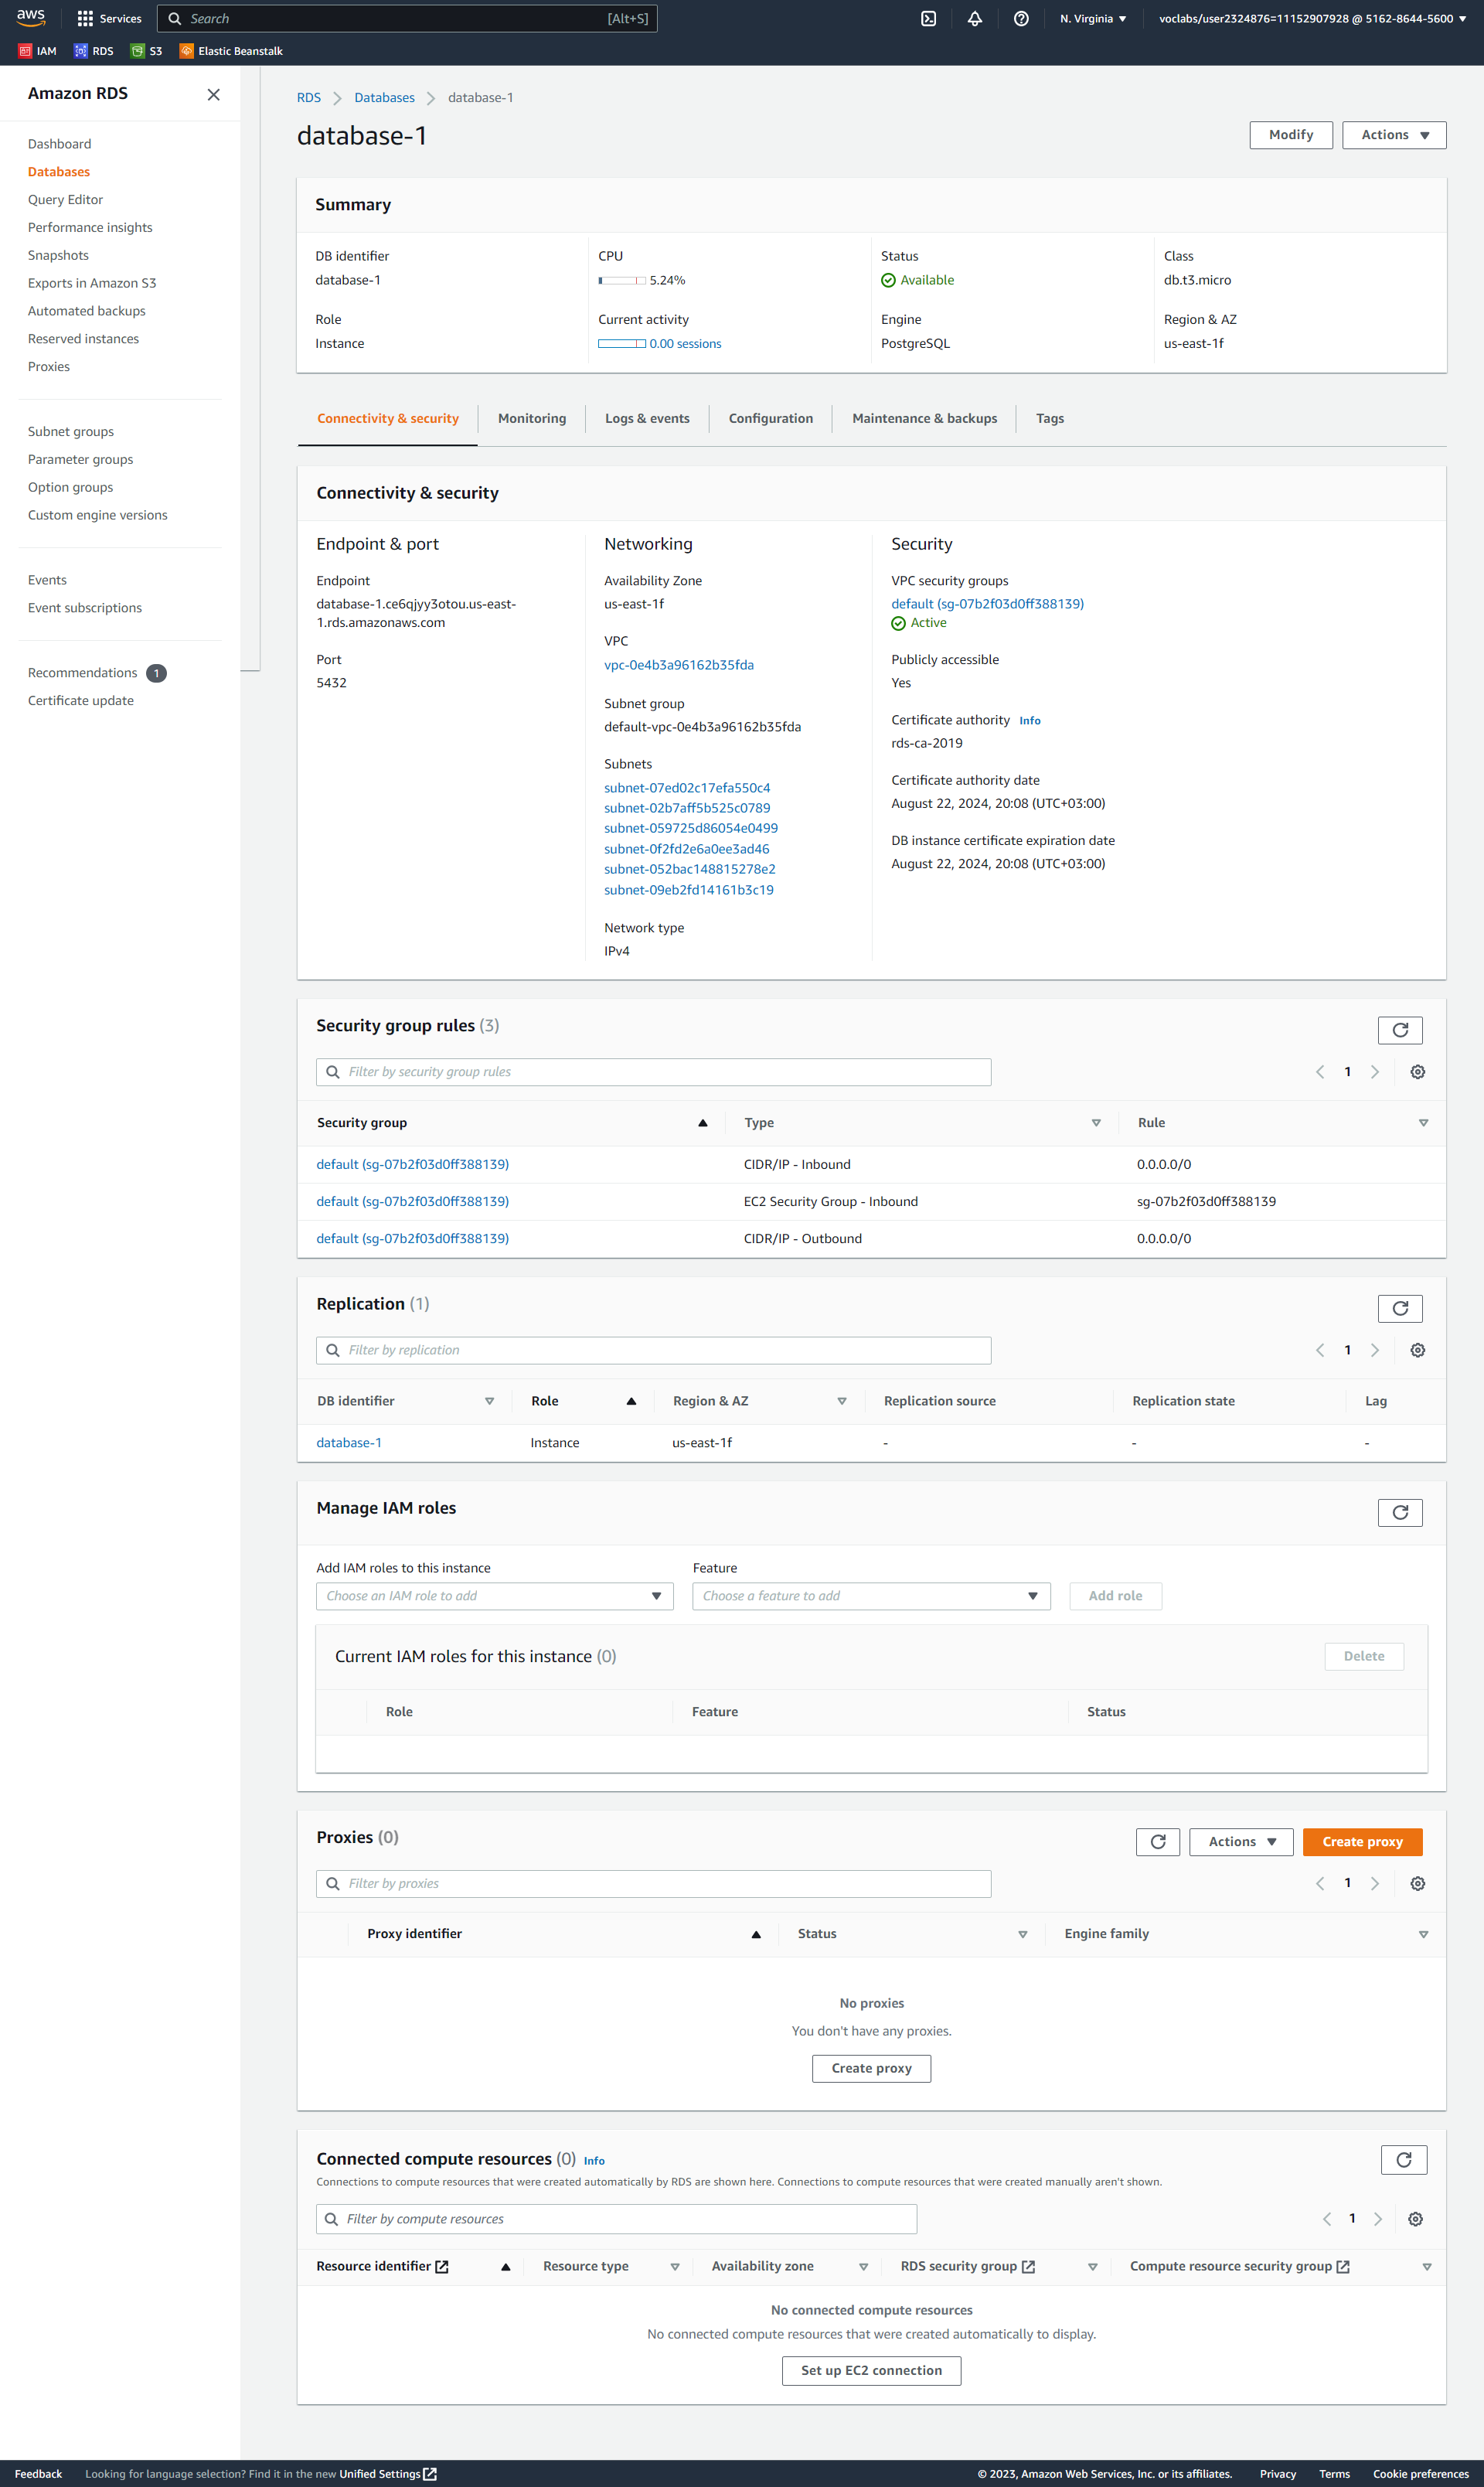 aws
Services
Search
[Alt+S]
N. Virginia
voclabs/user2324876=11152907928 @ 5162-8644-5600
IAM
RDS
S3
Elastic Beanstalk
Amazon RDS
Dashboard
Databases
Query Editor
Performance insights
Snapshots
Exports in Amazon S3
Automated backups
Reserved instances
Proxies
Subnet groups
Parameter groups
Option groups
Custom engine versions
Events
Event subscriptions
Recommendations 1
Certificate update
RDS
Databases
database-1
database-1
Modify
Actions
Summary
DB identifier
database-1
CPU
5.24%
Status
Available
Class
db.t3.micro
Role
Instance
Current activity
0.00 sessions
Engine
PostgreSQL
Region & AZ
us-east-1f
Connectivity & security
Monitoring
Logs & events
Configuration
Maintenance & backups
Tags
Connectivity & security
Endpoint & port
Endpoint
database-1.ce6qjyy3otou.us-east-
1.rds.amazonaws.com
Port
5432
Networking
Availability Zone
us-east-1f
VPC
vpc-0e4b3a96162b35fda
Subnet group
default-vpc-0e4b3a96162b35fda
Subnets
subnet-07ed02c17efa550c4
subnet-02b7aff5b525c0789
subnet-059725d86054e0499
subnet-0f2fd2e6a0ee3ad46
subnet-052bac148815278e2
subnet-09eb2fd14161b3c19
Network type
IPv4
Security
VPC security groups
default (sg-07b2f03d0ff388139)
Active
Publicly accessible
Yes
Certificate authority Info
rds-ca-2019
Certificate authority date
August 22, 2024, 20:08 (UTC+03:00)
DB instance certificate expiration date
August 22, 2024, 20:08 (UTC+03:00)
Security group rules (3)
Filter by security group rules
1
Security group
Type
Rule
default (sg-07b2f03d0ff388139)
CIDR/IP - Inbound
0.0.0.0/0
default (sg-07b2f03d0ff388139)
EC2 Security Group - Inbound
sg-07b2f03d0ff388139
default (sg-07b2f03d0ff388139)
CIDR/IP - Outbound
0.0.0.0/0
Replication (1)
Filter by replication
1
DB identifier
Role
Region & AZ
Replication source
Replication state
Lag
database-1
Instance
us-east-1f
-
-
-
Manage IAM roles
Add IAM roles to this instance
Choose an IAM role to add
Feature
Choose a feature to add
Add role
Current IAM roles for this instance (0)
Delete
Role
Feature
Status
Proxies (0)
Actions
Create proxy
Filter by proxies
1
Proxy identifier
Status
Engine family
No proxies
You don't have any proxies.
Create proxy
Connected compute resources (0) Info
Connections to compute resources that were created automatically by RDS are shown here. Connections to compute resources that were created manually aren't shown.
Filter by compute resources
1
Resource identifier
Resource type
Availability zone
RDS security group
Compute resource security group
No connected compute resources
No connected compute resources that were created automatically to display.
Set up EC2 connection
Feedback
Looking for language selection? Find it in the new Unified Settings
© 2023, Amazon Web Services, Inc. or its affiliates.
Privacy
Terms
Cookie preferences